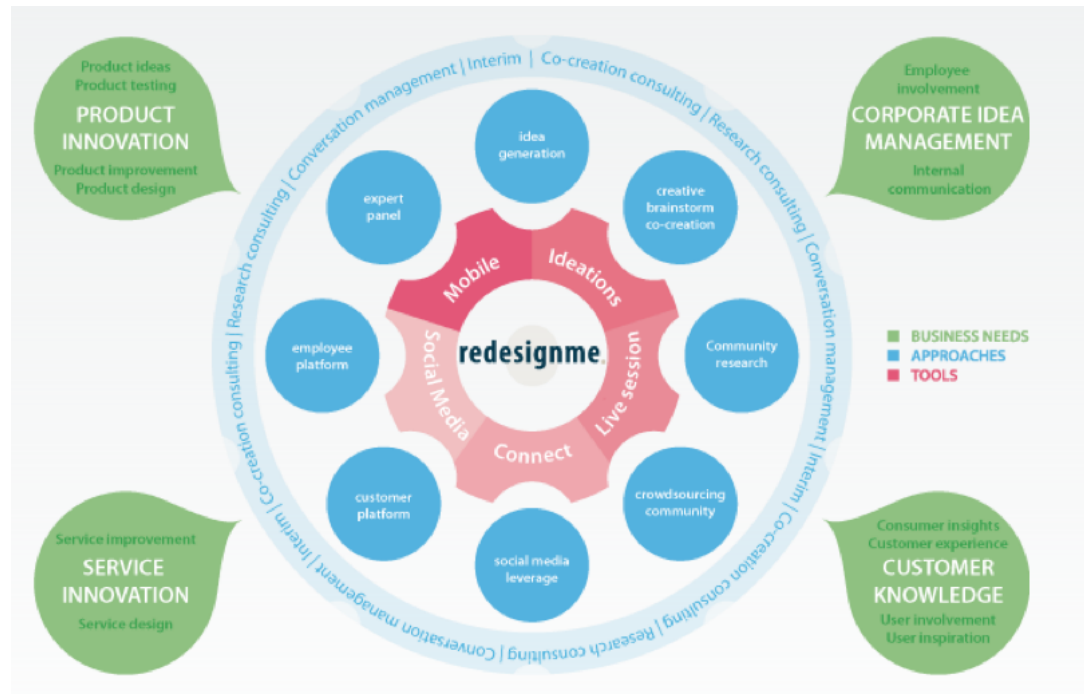 Product ideas
Product testing
PRODUCT
INNOVATION
Product improvement
Product design
Employee
involvement
CORPORATE IDEA
MANAGEMENT
Internal
communication
Co-creation consulting | Research consulting | Conversation management | Interim | Co-creation consulting | Research consulting | Conversation management | Interim | Co-creation consulting | Research consulting | Conversation management | Interim |
idea
generation
creative
brainstorm
co-creation
Community
research
crowdsourcing
community
social media
leverage
customer
platform
employee
platform
expert
panel
Mobile
Ideations
Live session
Connect
Social Media
redesignme.
BUSINESS NEEDS
APPROACHES
TOOLS
Service improvement
SERVICE
INNOVATION
Service design
Consumer insights
Customer experience
CUSTOMER
KNOWLEDGE
User involvement
User inspiration